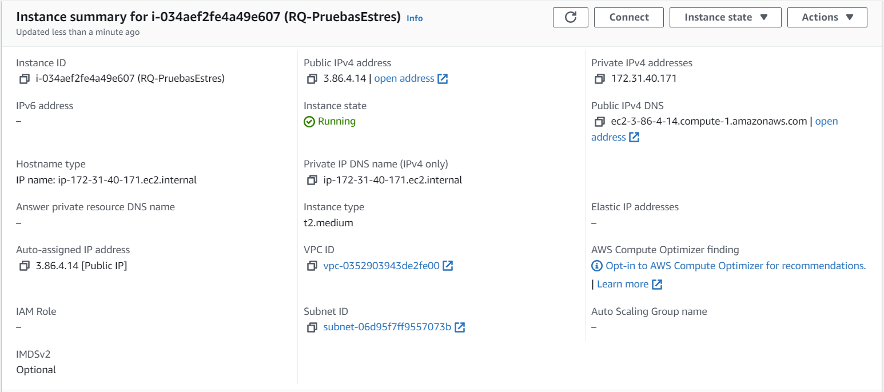 Instance summary for i-034aef2fe4a49e607 (RQ-PruebasEstres) Info
Updated less than a minute ago
Connect
Instance state
Actions
Instance ID
i-034aef2fe4a49e607 (RQ-PruebasEstres)
Public IPv4 address
3.86.4.14 | open address
Private IPv4 addresses
172.31.40.171
IPv6 address
–
Instance state
Running
Public IPv4 DNS
ec2-3-86-4-14.compute-1.amazonaws.com | open
address
Hostname type
IP name: ip-172-31-40-171.ec2.internal
Private IP DNS name (IPv4 only)
ip-172-31-40-171.ec2.internal
Answer private resource DNS name
–
Instance type
t2.medium
Elastic IP addresses
–
Auto-assigned IP address
3.86.4.14 [Public IP]
VPC ID
vpc-0352903943de2fe00
AWS Compute Optimizer finding
Opt-in to AWS Compute Optimizer for recommendations.
| Learn more
IAM Role
–
Subnet ID
subnet-06d95f7ff9557073b
Auto Scaling Group name
–
IMDSv2
Optional